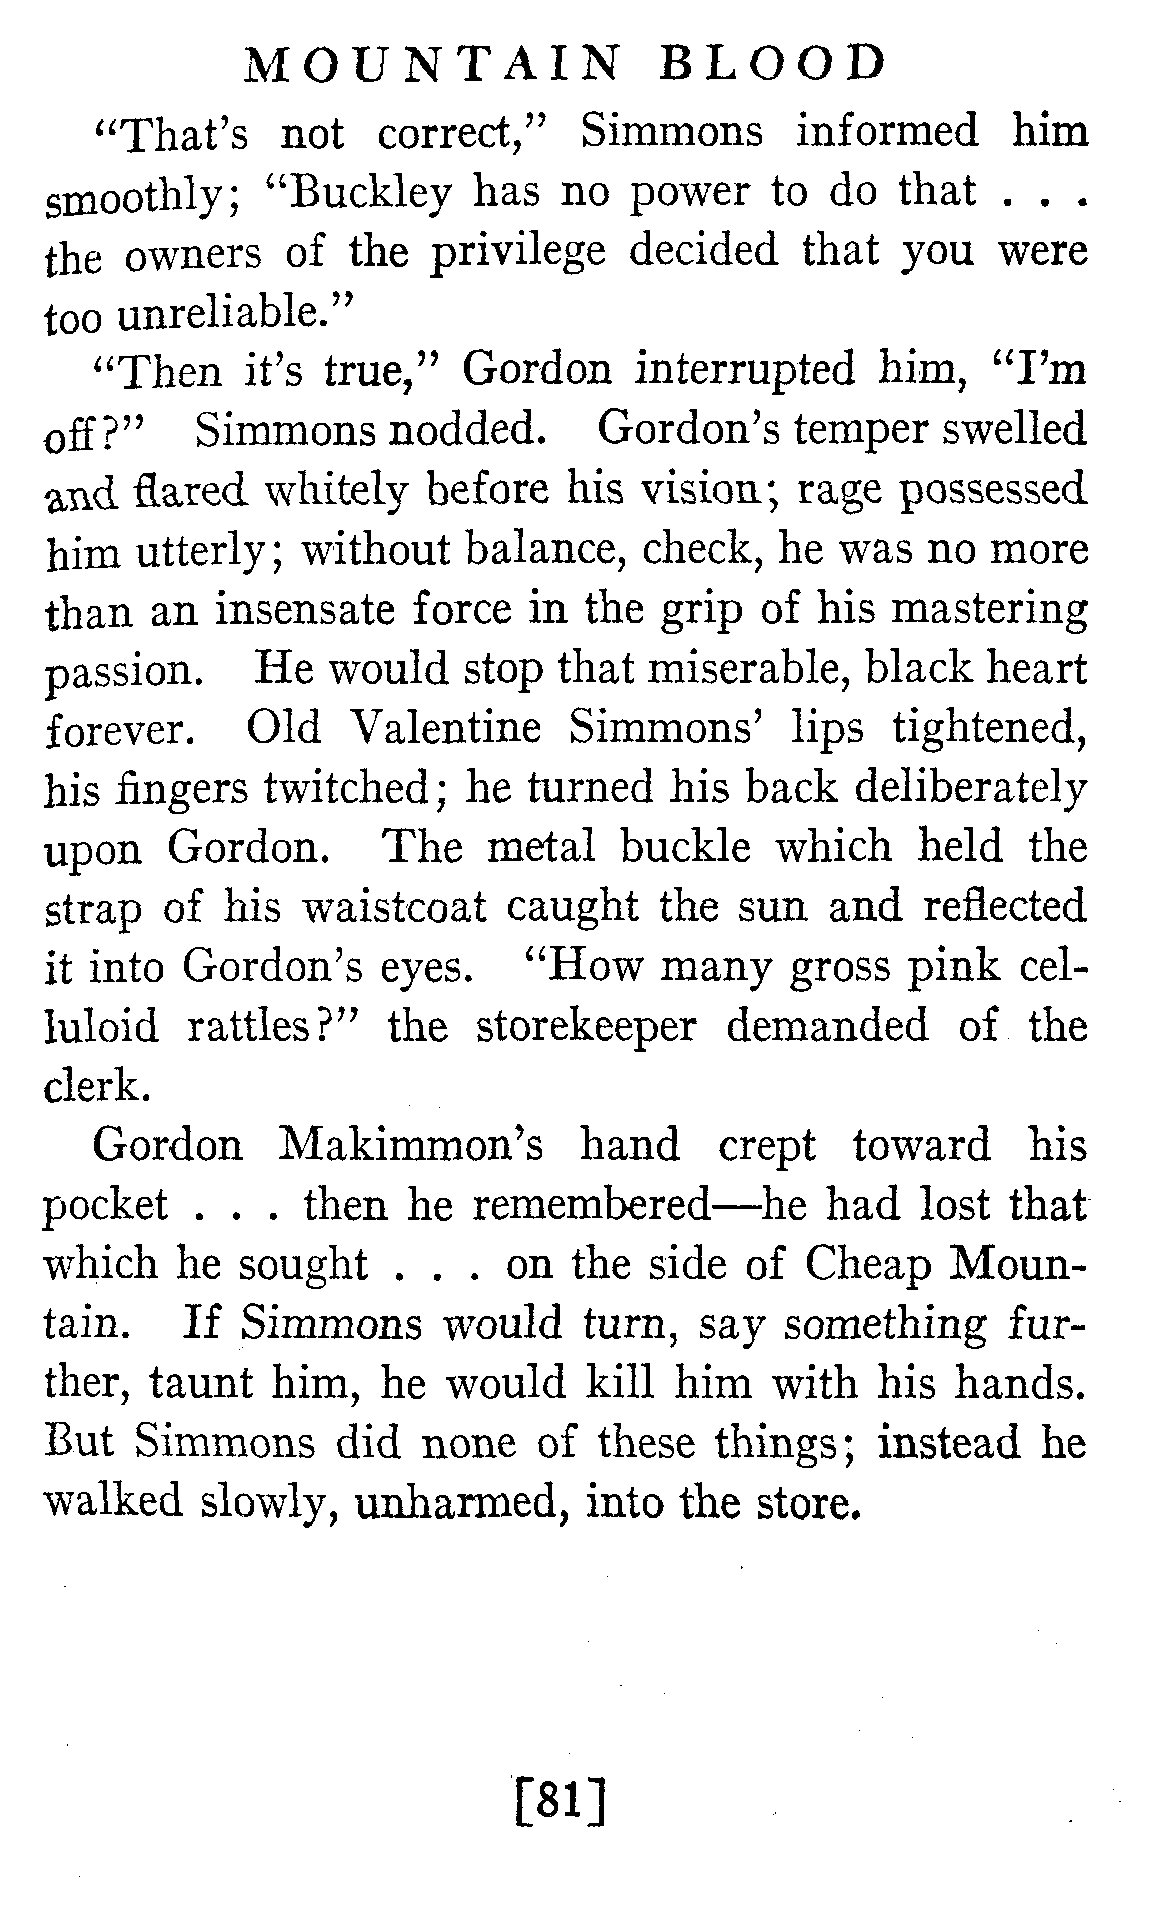 MOUNTAIN BLOOD
“That’s not correct,” Simmons informed him
smoothly; “Buckley has no power to do that . . .
the owners of the privilege decided that you were
too unreliable.”
“Then it’s true,” Gordon interrupted him, “I’m
off?” Simmons nodded. Gordon’s temper swelled
and flared whitely before his vision; rage possessed
him utterly; without balance, check, he was no more
than an insensate force in the grip of his mastering
passion. He would stop that miserable, black heart
forever. Old Valentine Simmons’ lips tightened,
his fingers twitched; he turned his back deliberately
upon Gordon. The metal buckle which held the
strap of his waistcoat caught the sun and reflected
it into Gordon’s eyes. “How many gross pink cel-
luloid rattles?” the storekeeper demanded of the
clerk.
Gordon Makimmon’s hand crept toward his
pocket . . . then he remembered—he had lost that
which he sought . . . on the side of Cheap Moun-
tain. If Simmons would turn, say something fur-
ther, taunt him, he would kill him with his hands.
But Simmons did none of these things; instead he
walked slowly, unharmed, into the store.
[81]